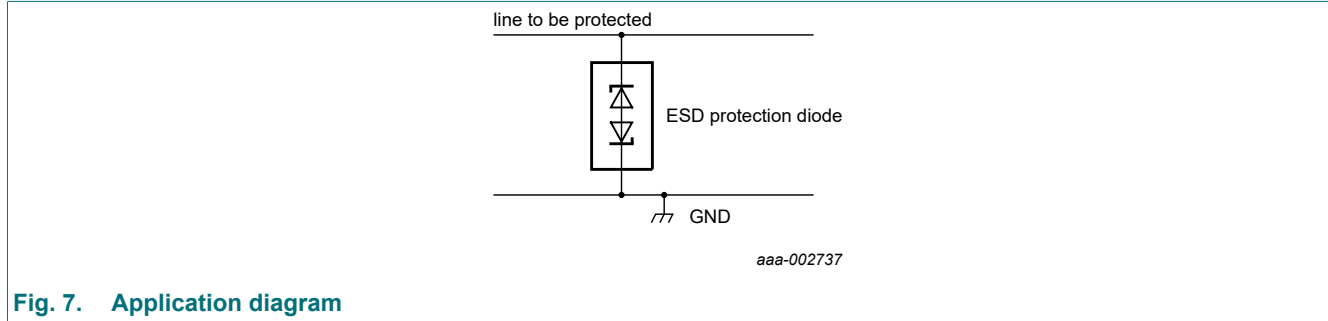 line to be protected
ESD protection diode
GND
aaa-002737
Fig. 7. Application diagram